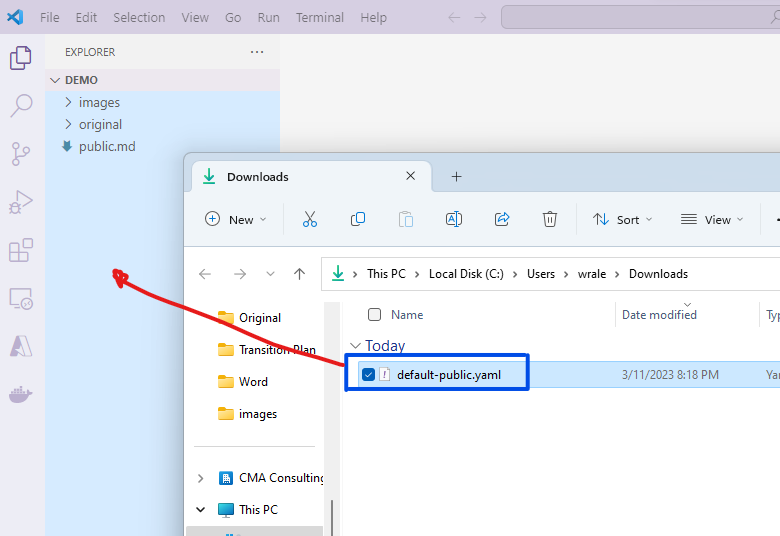 File Edit Selection View Go Run Terminal Help
EXPLORER
DEMO
images
original
public.md
Downloads
New
Sort
View
This PC
Local Disk (C:)
Users
wrale
Downloads
Original
Transition Plan
Word
images
CMA Consulting
This PC
Name
Date modified
Today
default-public.yaml
3/11/2023 8:18 PM